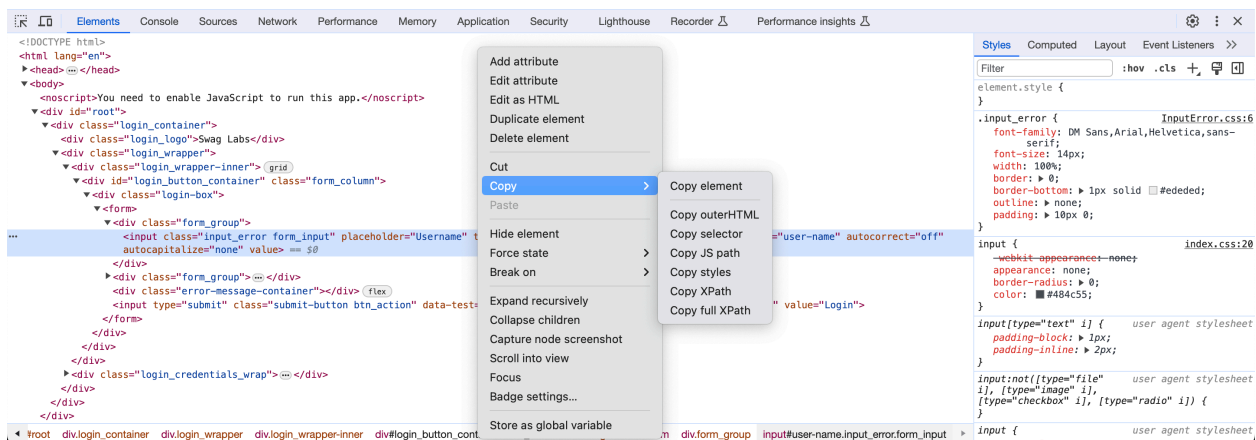 Elements Console Sources Network Performance Memory Application Security Lighthouse Recorder Performance insights
<!DOCTYPE html>
<html lang="en">
<head> ••• </head>
<body>
<noscript>You need to enable JavaScript to run this app.</noscript>
<div id="root">
<div class="login_container">
<div class="login_logo">Swag Labs</div>
<div class="login_wrapper">
<div class="login_wrapper-inner"> grid
<div id="login_button_container" class="form_column">
<div class="login-box">
<form>
<div class="form_group">
••• <input class="input_error form_input" placeholder="Username" t ="user-name" autocorrect="off"
autocapitalize="none" value> == $0
</div>
<div class="form_group"> ••• </div>
<div class="error-message-container"></div> flex
<input type="submit" class="submit-button btn_action" data-test= " value="Login">
</form>
</div>
</div>
</div>
<div class="login_credentials_wrap"> ••• </div>
</div>
</div>
</div>
#root div.login_container div.login_wrapper div.login_wrapper-inner div#login_button_cont m div.form_group input#user-name.input_error.form_input
Add attribute
Edit attribute
Edit as HTML
Duplicate element
Delete element
Cut
Copy
Paste
Hide element
Force state
Break on
Expand recursively
Collapse children
Capture node screenshot
Scroll into view
Focus
Badge settings...
Store as global variable
Copy element
Copy outerHTML
Copy selector
Copy JS path
Copy styles
Copy XPath
Copy full XPath
Styles Computed Layout Event Listeners
Filter :hov .cls
element.style {
}
.input_error { InputError.css:6
font-family: DM Sans,Arial,Helvetica,sans-
serif;
font-size: 14px;
width: 100%;
border: 0;
border-bottom: 1px solid #ededed;
outline: none;
padding: 10px 0;
}
input { index.css:20
-webkit-appearance: none;
appearance: none;
border-radius: 0;
color: #484c55;
}
input[type="text" i] { user agent stylesheet
padding-block: 1px;
padding-inline: 2px;
}
input:not([type="file" user agent stylesheet
i], [type="image" i],
[type="checkbox" i], [type="radio" i]) {
}
input { user agent stylesheet